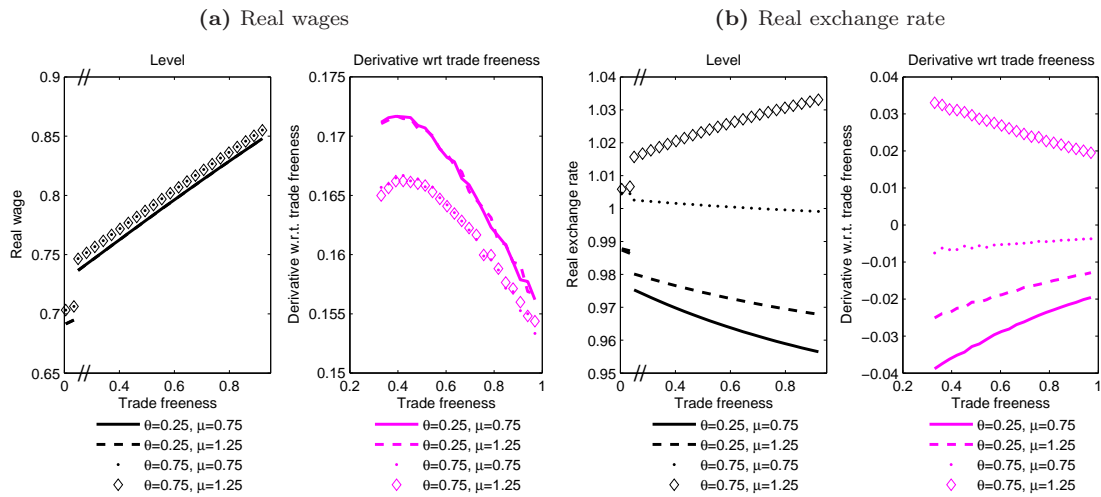 (a) Real wages
(b) Real exchange rate
Level
Derivative wrt trade freeness
Level
Derivative wrt trade freeness
0.9
0.85
0.8
0.75
0.7
0.65
Real wage
0 0.4 0.6 0.8
Trade freeness
0.175
0.17
0.165
0.16
0.155
0.15
Derivative w.r.t. trade freeness
0.2 0.4 0.6 0.8 1
Trade freeness
1.04
1.03
1.02
1.01
1
0.99
0.98
0.97
0.96
0.95
Real exchange rate
0 0.4 0.6 0.8
Trade freeness
0.04
0.03
0.02
0.01
0
−0.01
−0.02
−0.03
−0.04
Derivative w.r.t. trade freeness
0.2 0.4 0.6 0.8 1
Trade freeness
θ=0.25, μ=0.75
θ=0.25, μ=1.25
θ=0.75, μ=0.75
θ=0.75, μ=1.25
θ=0.25, μ=0.75
θ=0.25, μ=1.25
θ=0.75, μ=0.75
θ=0.75, μ=1.25
θ=0.25, μ=0.75
θ=0.25, μ=1.25
θ=0.75, μ=0.75
θ=0.75, μ=1.25
θ=0.25, μ=0.75
θ=0.25, μ=1.25
θ=0.75, μ=0.75
θ=0.75, μ=1.25